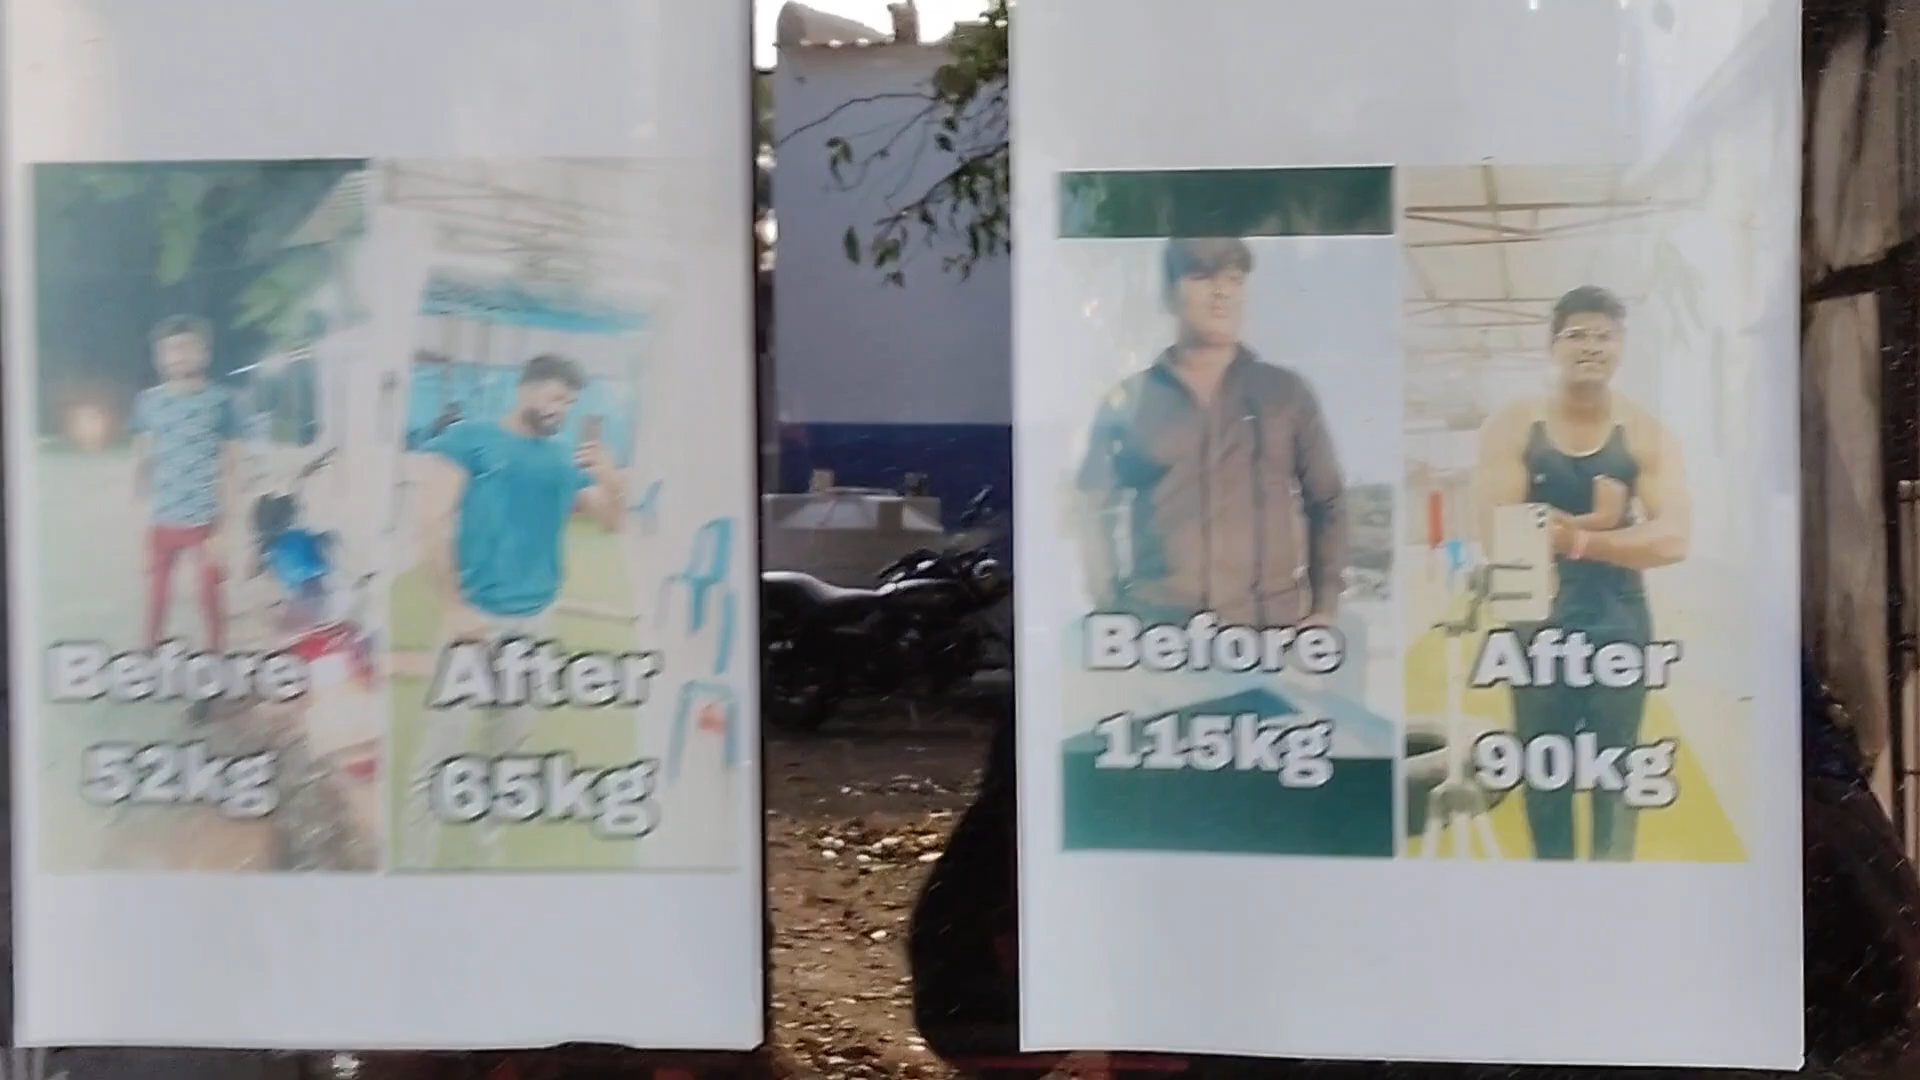 Before
52kg
After
65kg
Before
115kg
After
90kg